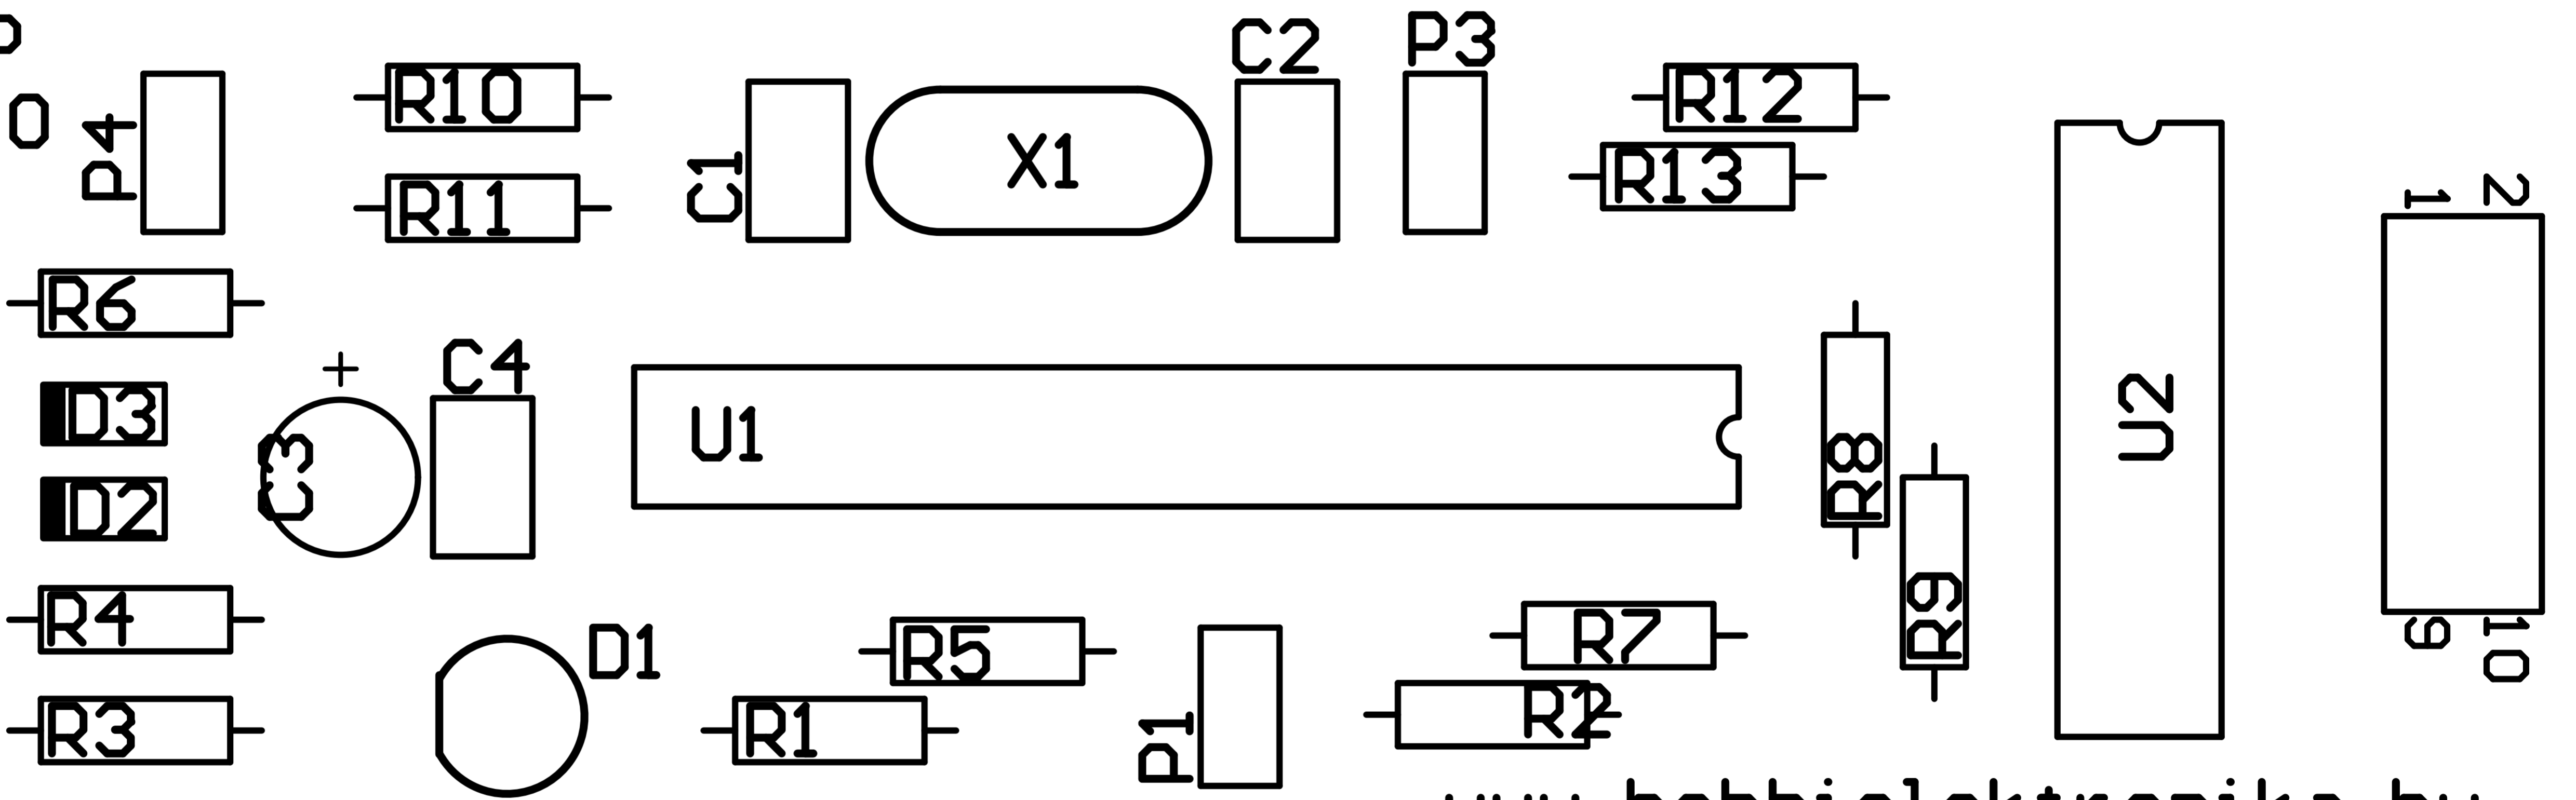 C2 P3
R10 R12
0 P4 C1 X1 R13
R11 1 2
R6
C4
D3 U1 U2
C3 R8
D2
R4 D1 R5 R7 R9 9 10
R3 R1 P1 R2